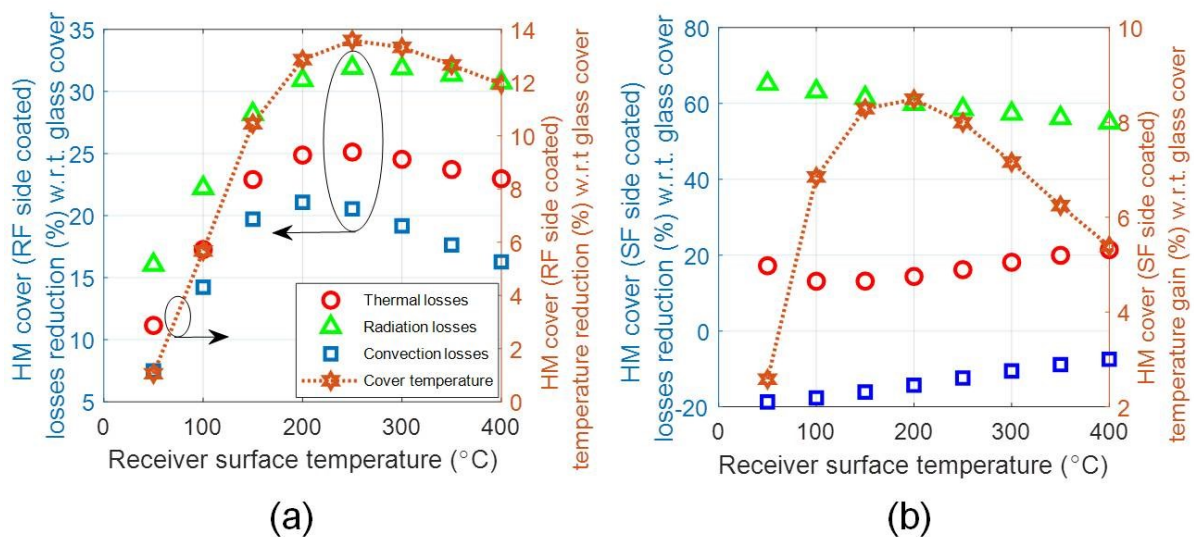 HM cover (RF side coated)
losses reduction (%) w.r.t. glass cover
35
30
25
20
15
10
5
14
12
10
8
6
4
2
0
HM cover (RF side coated)
temperature reduction (%) w.r.t glass cover
Thermal losses
Radiation losses
Convection losses
Cover temperature
0 100 200 300 400
Receiver surface temperature (°C)
(a)
HM cover (SF side coated)
losses reduction (%) w.r.t. glass cover
80
60
40
20
0
-20
10
8
6
4
2
HM cover (SF side coated)
temperature gain (%) w.r.t. glass cover
0 100 200 300 400
Receiver surface temperature (°C)
(b)